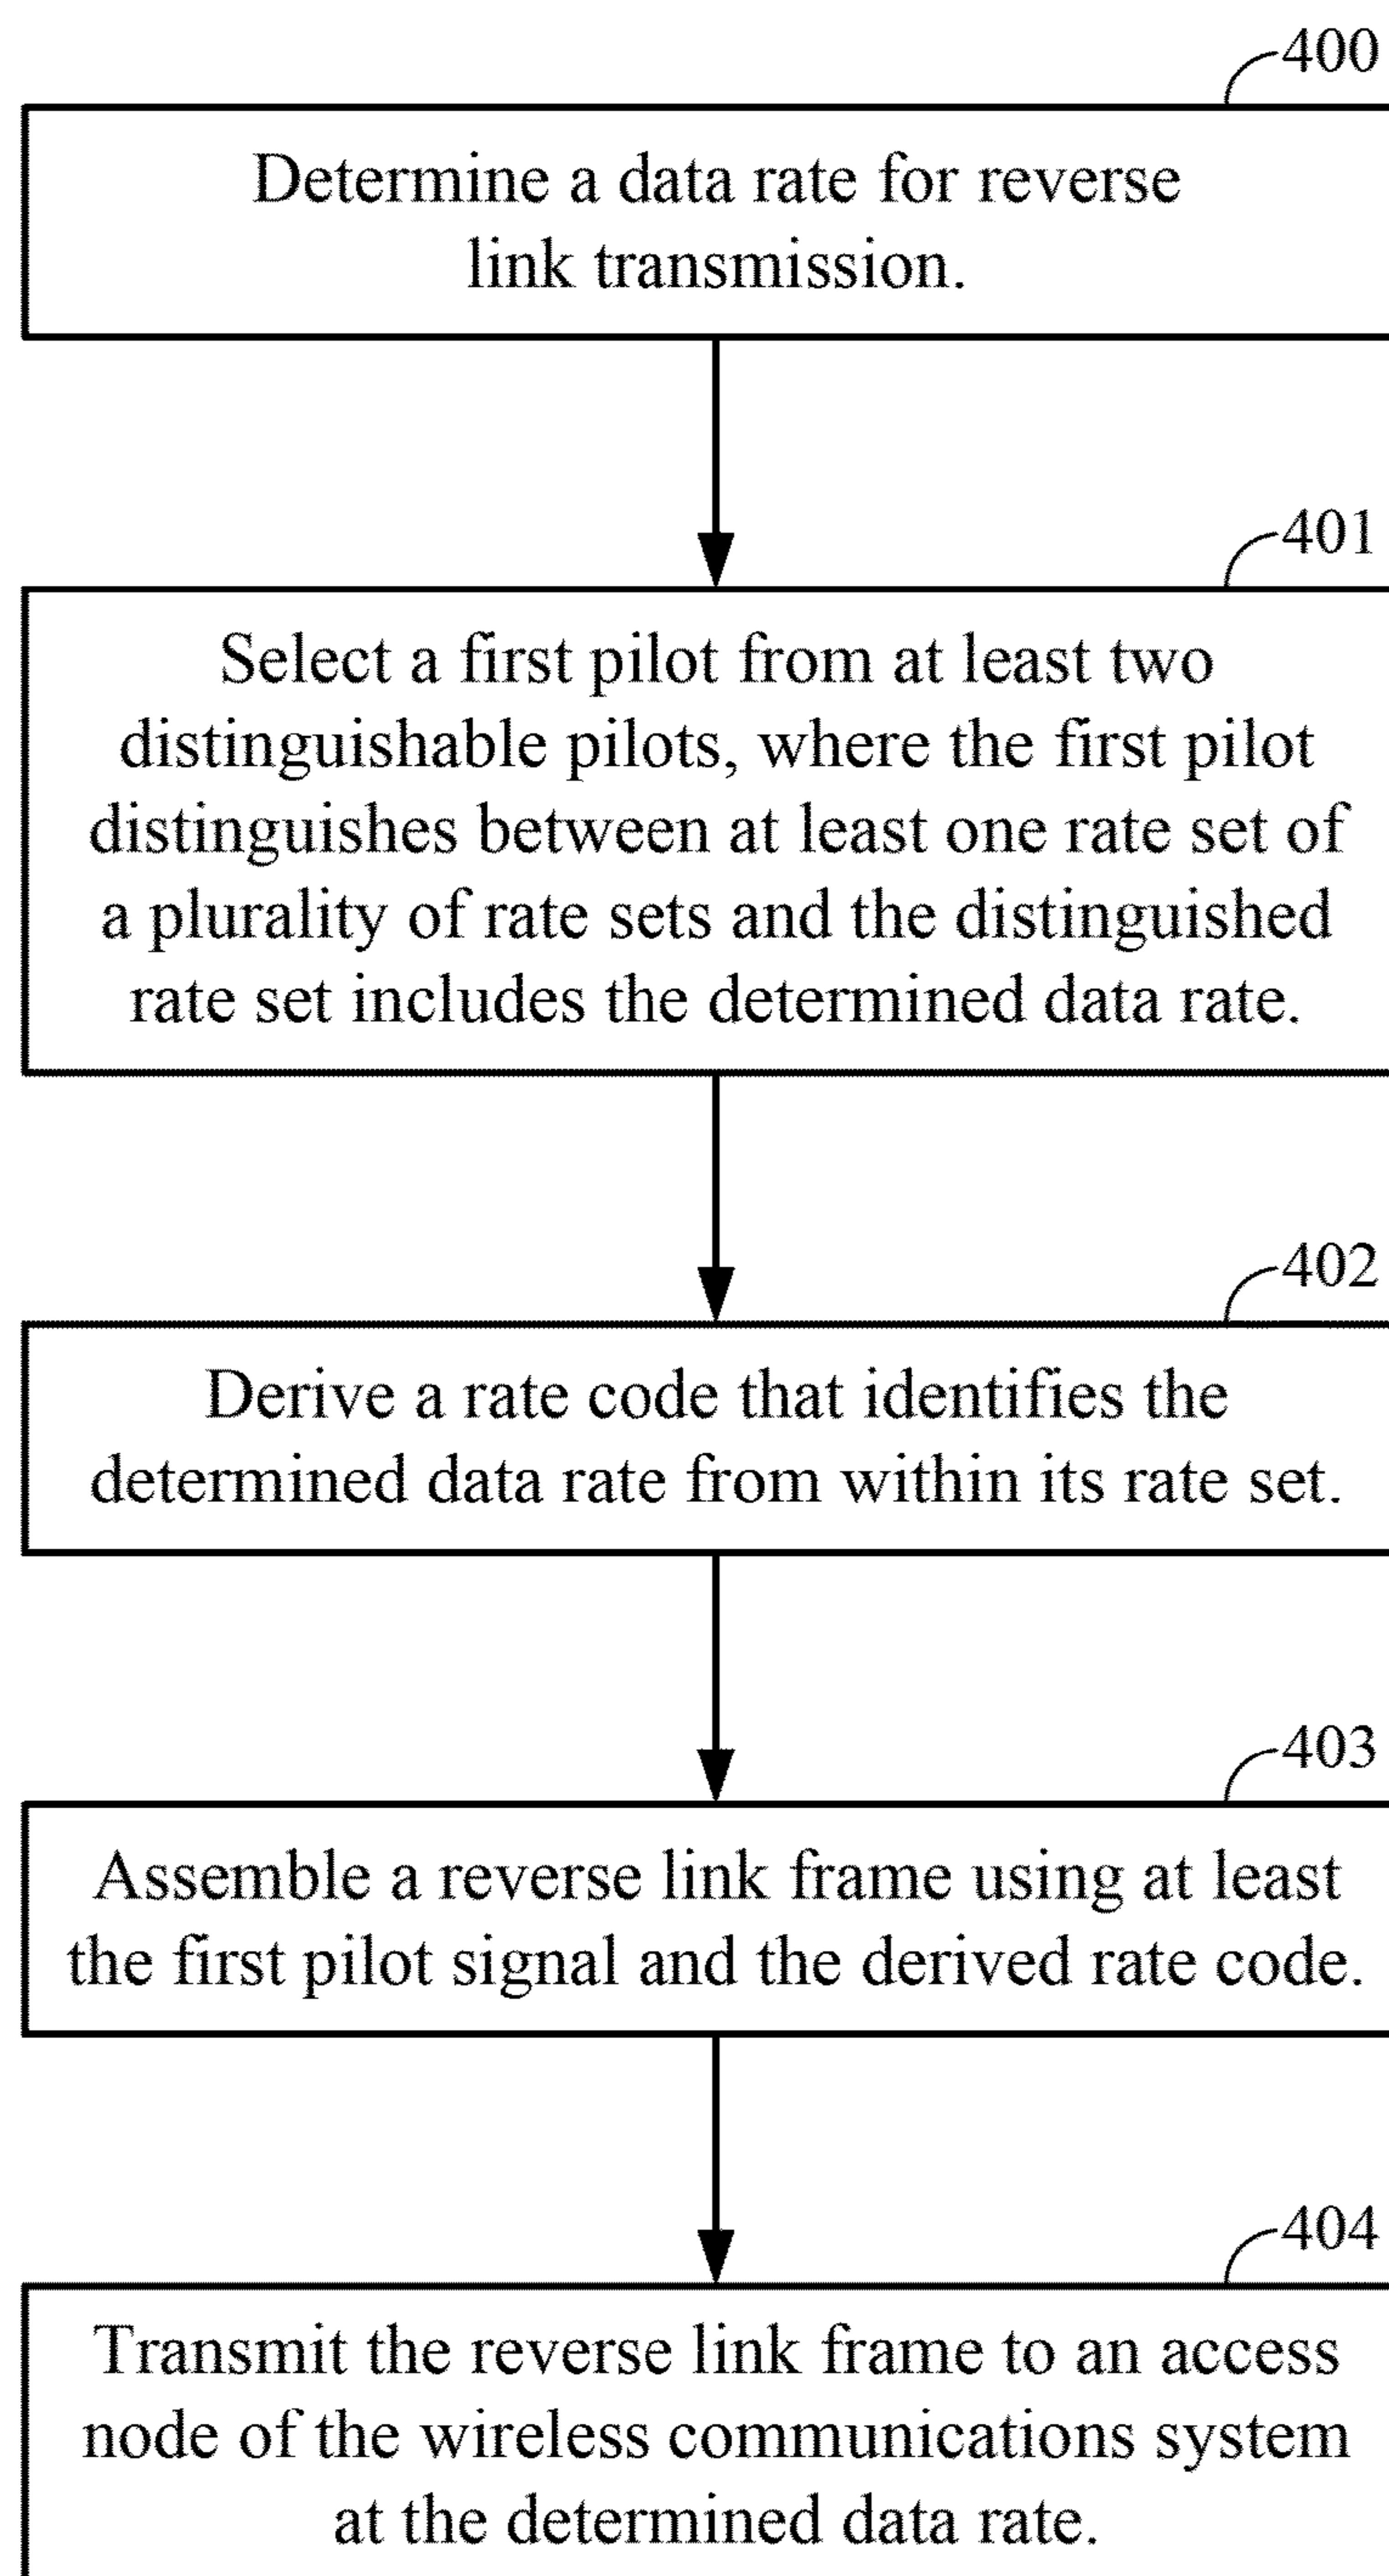 400
Determine a data rate for reverse
link transmission.
401
Select a first pilot from at least two
distinguishable pilots, where the first pilot
distinguishes between at least one rate set of
a plurality of rate sets and the distinguished
rate set includes the determined data rate.
402
Derive a rate code that identifies the
determined data rate from within its rate set.
403
Assemble a reverse link frame using at least
the first pilot signal and the derived rate code.
404
Transmit the reverse link frame to an access
node of the wireless communications system
at the determined data rate.